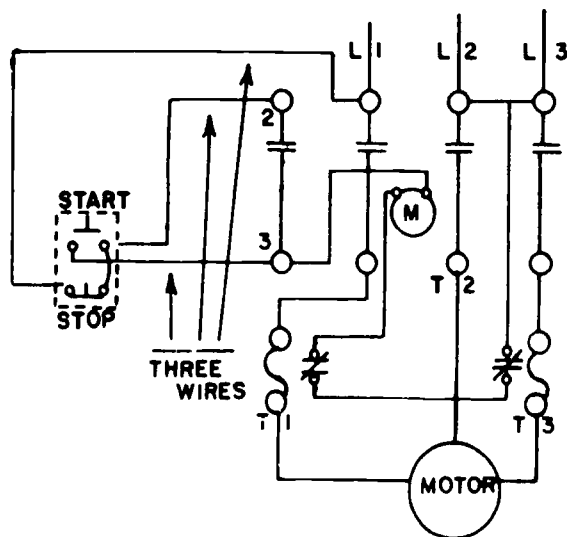 L 1
L 2
L 3
2
START
M
3
STOP
T 2
THREE
WIRES
T 1
T 3
MOTOR